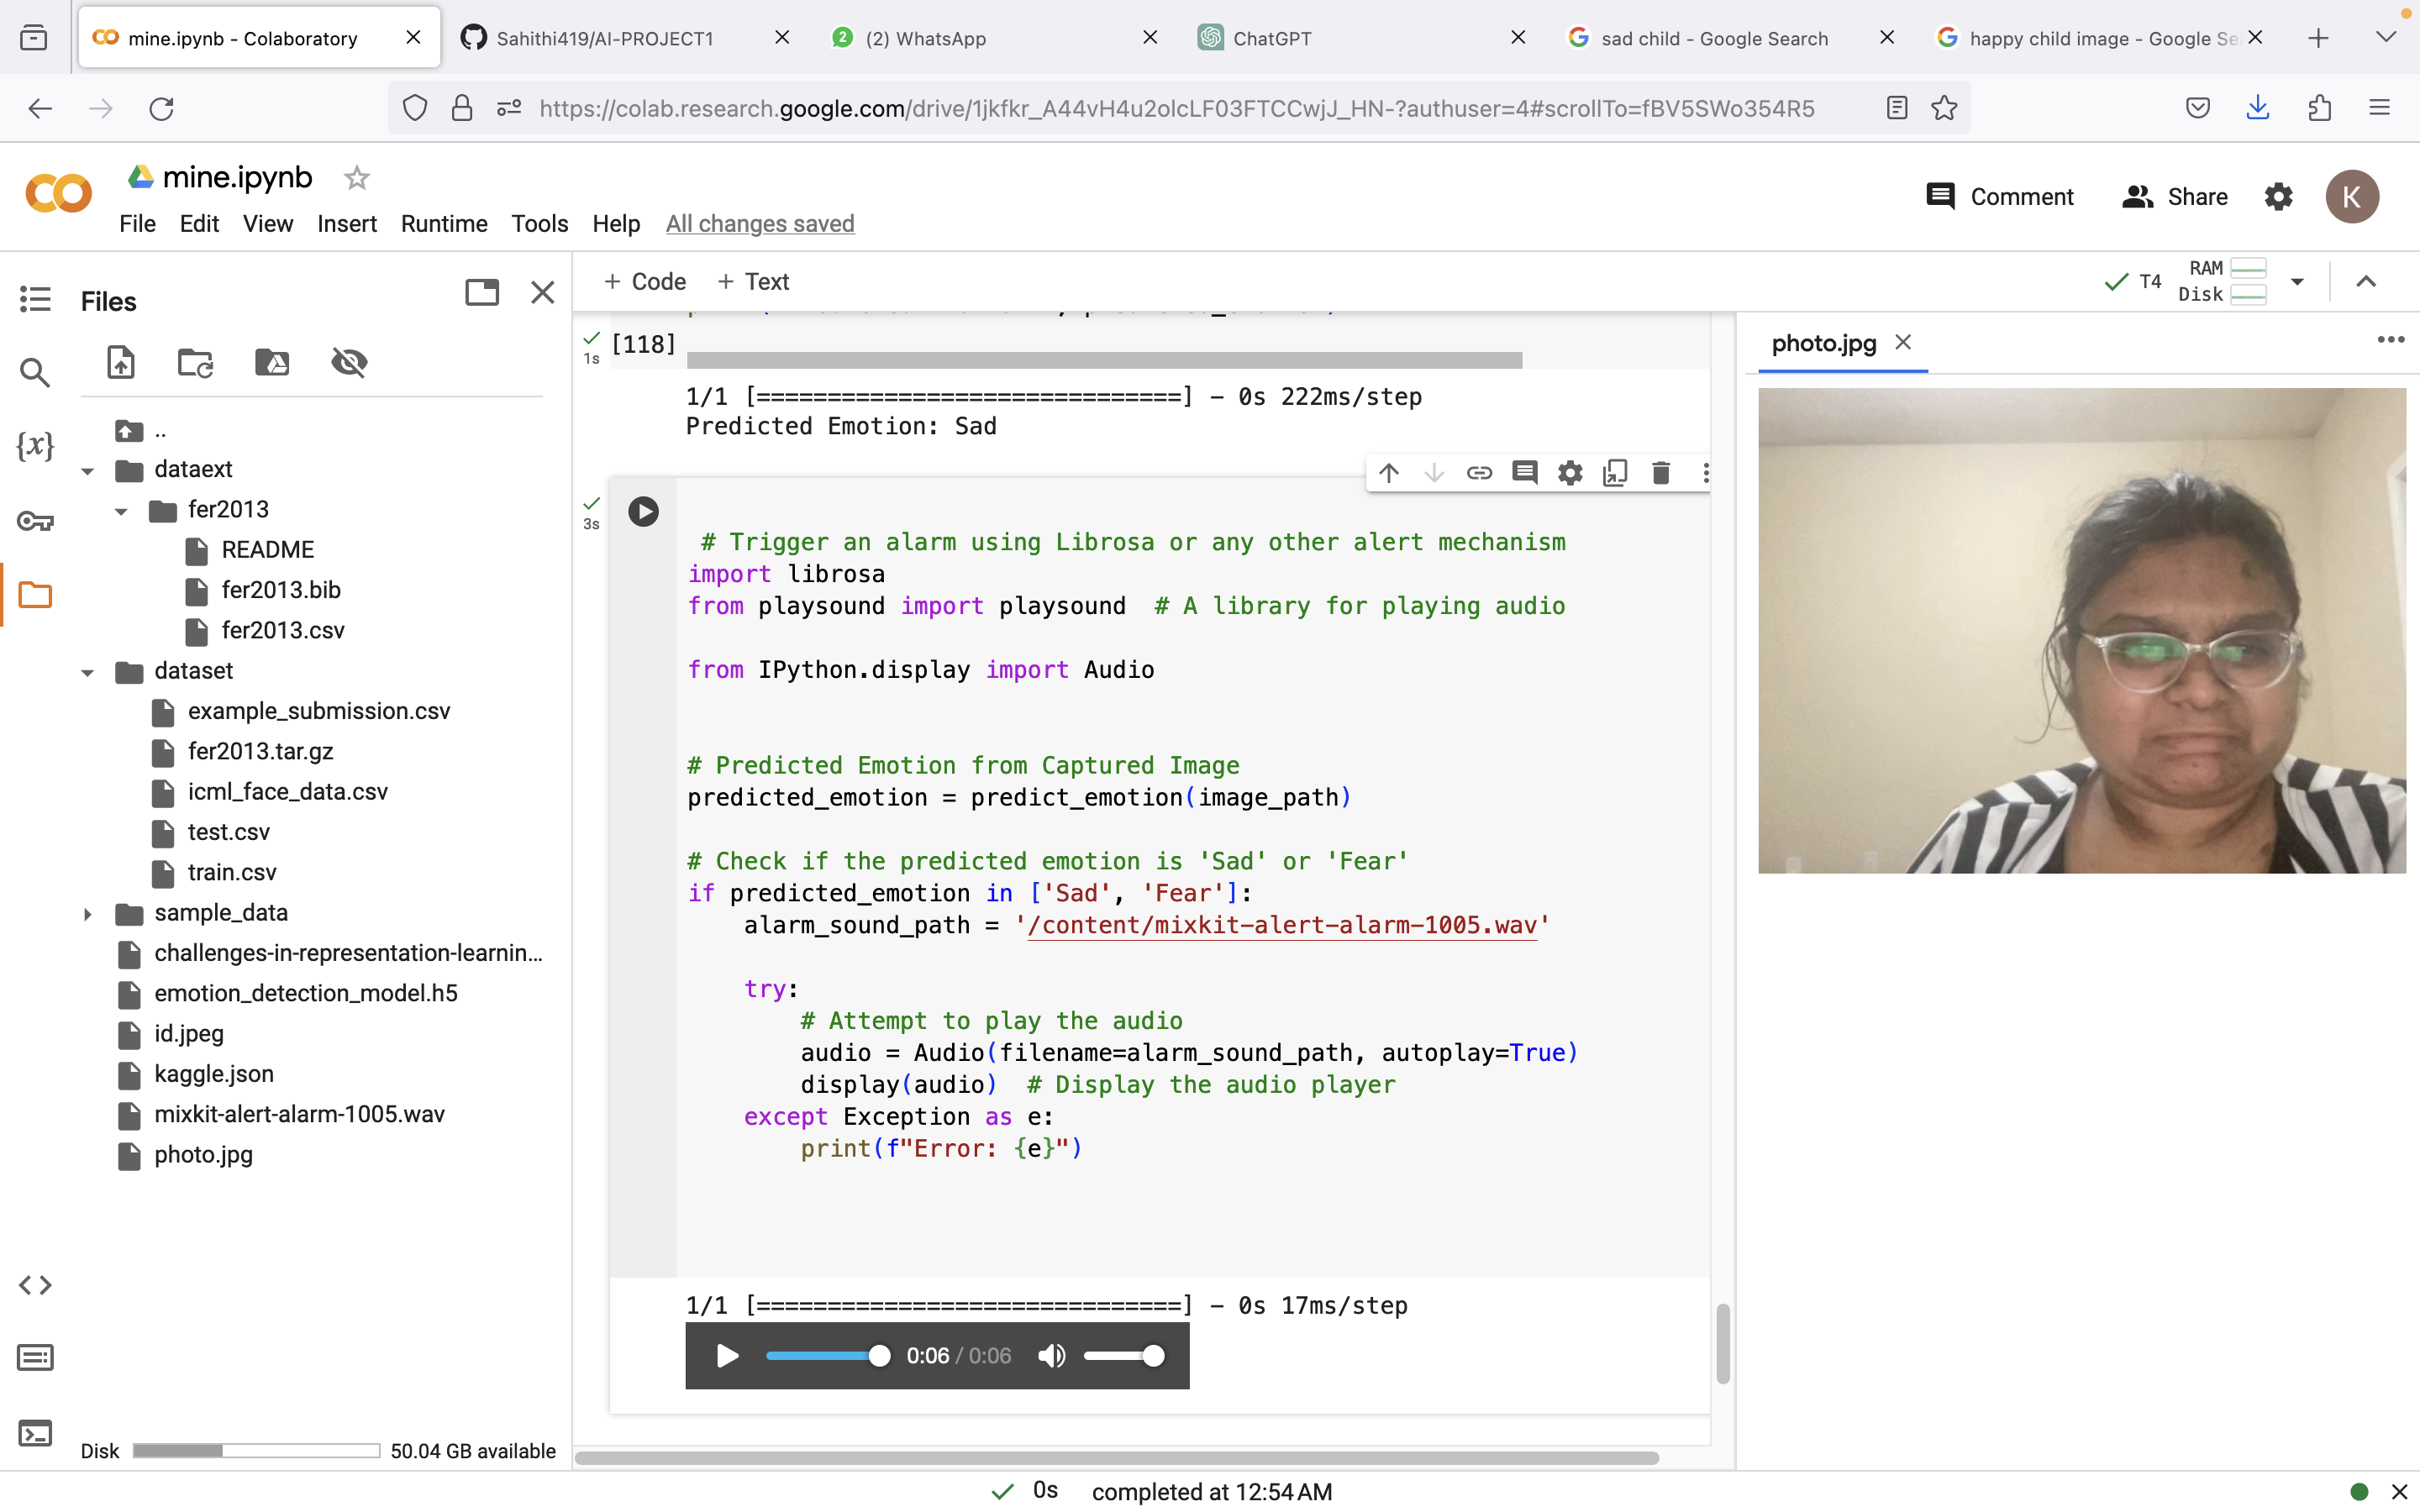 mine.ipynb - Colaboratory
Sahithi419/AI-PROJECT1
2 (2) WhatsApp
ChatGPT
sad child - Google Search
happy child image - Google Se
https://colab.research.google.com/drive/1jkfkr_A44vH4u2olcLF03FTCCwjJ_HN-?authuser=4#scrollTo=fBV5SWo354R5
mine.ipynb
Comment
Share
K
File Edit View Insert Runtime Tools Help All changes saved
Files
+ Code + Text
T4
RAM
Disk
{x}
..
dataext
fer2013
README
fer2013.bib
fer2013.csv
dataset
example_submission.csv
fer2013.tar.gz
icml_face_data.csv
test.csv
train.csv
sample_data
challenges-in-representation-learnin...
emotion_detection_model.h5
id.jpeg
kaggle.json
mixkit-alert-alarm-1005.wav
photo.jpg
Disk
50.04 GB available
1s
[118]
1/1 [==============================] - 0s 222ms/step
Predicted Emotion: Sad
3s
# Trigger an alarm using Librosa or any other alert mechanism
import librosa
from playsound import playsound  # A library for playing audio
from IPython.display import Audio
# Predicted Emotion from Captured Image
predicted_emotion = predict_emotion(image_path)
# Check if the predicted emotion is 'Sad' or 'Fear'
if predicted_emotion in ['Sad', 'Fear']:
    alarm_sound_path = '/content/mixkit-alert-alarm-1005.wav'
    try:
        # Attempt to play the audio
        audio = Audio(filename=alarm_sound_path, autoplay=True)
        display(audio)  # Display the audio player
    except Exception as e:
        print(f"Error: {e}")
1/1 [==============================] - 0s 17ms/step
0:06 / 0:06
photo.jpg
0s completed at 12:54 AM